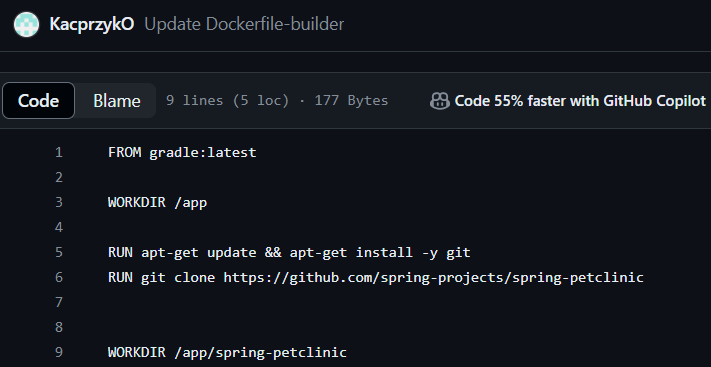 KacprzykO Update Dockerfile-builder
Code Blame 9 lines (5 loc) · 177 Bytes Code 55% faster with GitHub Copilot
1 FROM gradle:latest
2
3 WORKDIR /app
4
5 RUN apt-get update && apt-get install -y git
6 RUN git clone https://github.com/spring-projects/spring-petclinic
7
8
9 WORKDIR /app/spring-petclinic